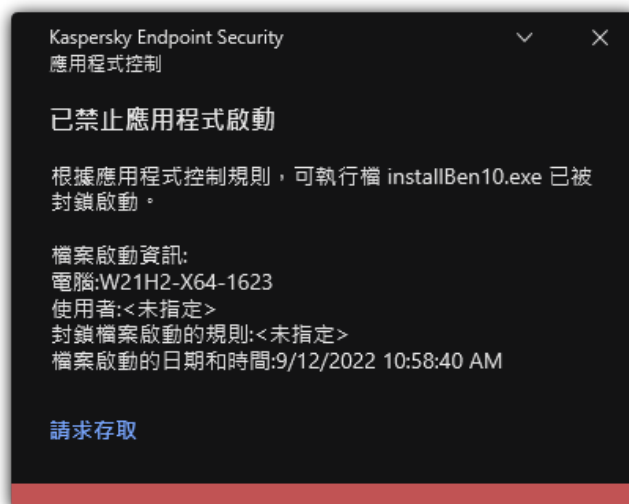 Kaspersky Endpoint Security
應用程式控制
已禁止應用程式啟動
根據應用程式控制規則，可執行檔 installBen10.exe 已被
封鎖啟動。
檔案啟動資訊:
電腦:W21H2-X64-1623
使用者:<未指定>
封鎖檔案啟動的規則:<未指定>
檔案啟動的日期和時間:9/12/2022 10:58:40 AM
請求存取